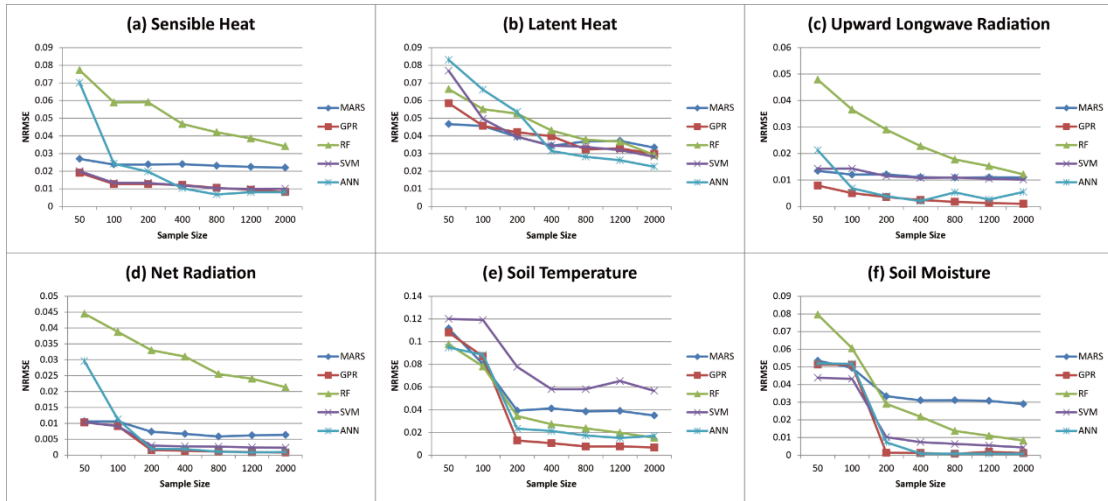 (a) Sensible Heat
0.09
0.08
0.07
0.06
0.05
0.04
0.03
0.02
0.01
0
NRMSE
50 100 200 400 800 1200 2000
Sample Size
MARS
GPR
RF
SVM
ANN
(b) Latent Heat
0.09
0.08
0.07
0.06
0.05
0.04
0.03
0.02
0.01
0
NRMSE
50 100 200 400 800 1200 2000
Sample Size
MARS
GPR
RF
SVM
ANN
(c) Upward Longwave Radiation
0.06
0.05
0.04
0.03
0.02
0.01
0
NRMSE
50 100 200 400 800 1200 2000
Sample Size
MARS
GPR
RF
SVM
ANN
(d) Net Radiation
0.05
0.045
0.04
0.035
0.03
0.025
0.02
0.015
0.01
0.005
0
NRMSE
50 100 200 400 800 1200 2000
Sample Size
MARS
GPR
RF
SVM
ANN
(e) Soil Temperature
0.14
0.12
0.1
0.08
0.06
0.04
0.02
0
NRMSE
50 100 200 400 800 1200 2000
Sample Size
MARS
GPR
RF
SVM
ANN
(f) Soil Moisture
0.09
0.08
0.07
0.06
0.05
0.04
0.03
0.02
0.01
0
NRMSE
50 100 200 400 800 1200 2000
Sample Size
MARS
GPR
RF
SVM
ANN